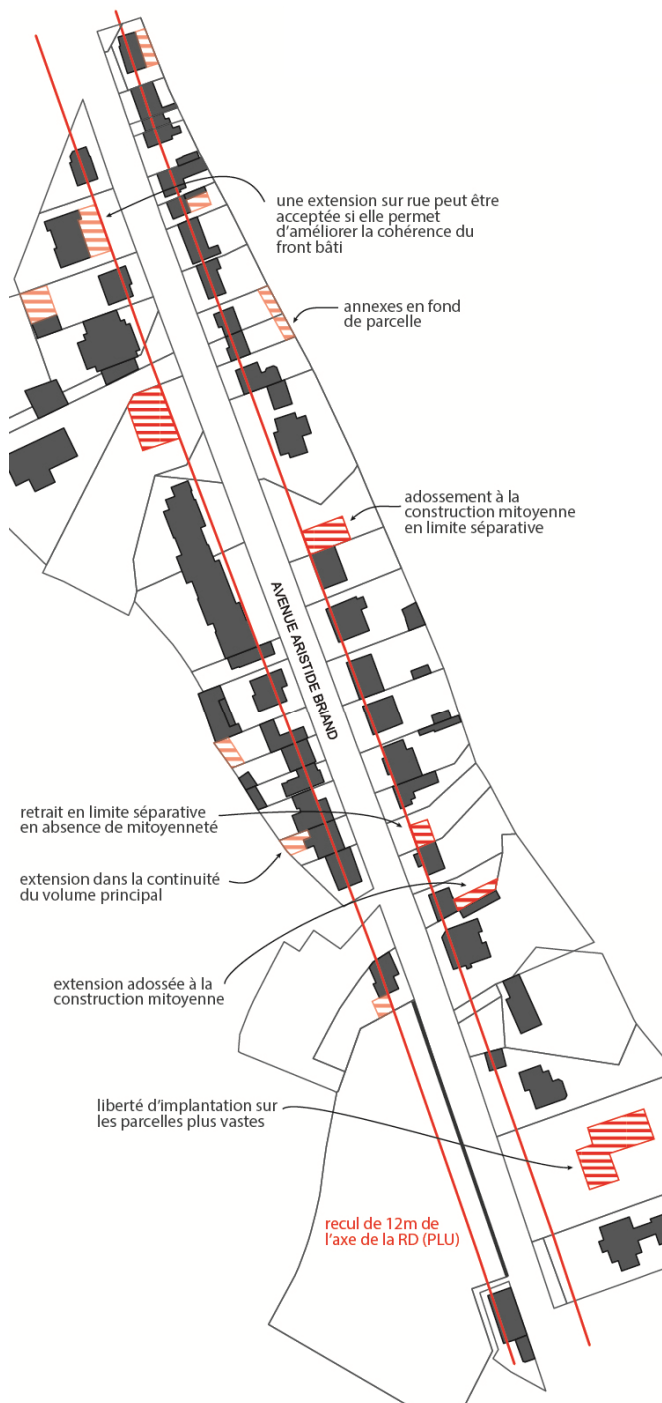 une extension sur rue peut être
acceptée si elle permet
d'améliorer la cohérence du
front bâti
annexes en fond
de parcelle
adossement à la
construction mitoyenne
en limite séparative
AVENUE ARISTIDE BRiAND
retrait en limite séparative
en absence de mitoyenneté
extension dans la continuité
du volume principal
extension adossée à la
construction mitoyenne
liberté d'implantation sur
les parcelles plus vastes
recul de 12m de
l'axe de la RD (PLU)